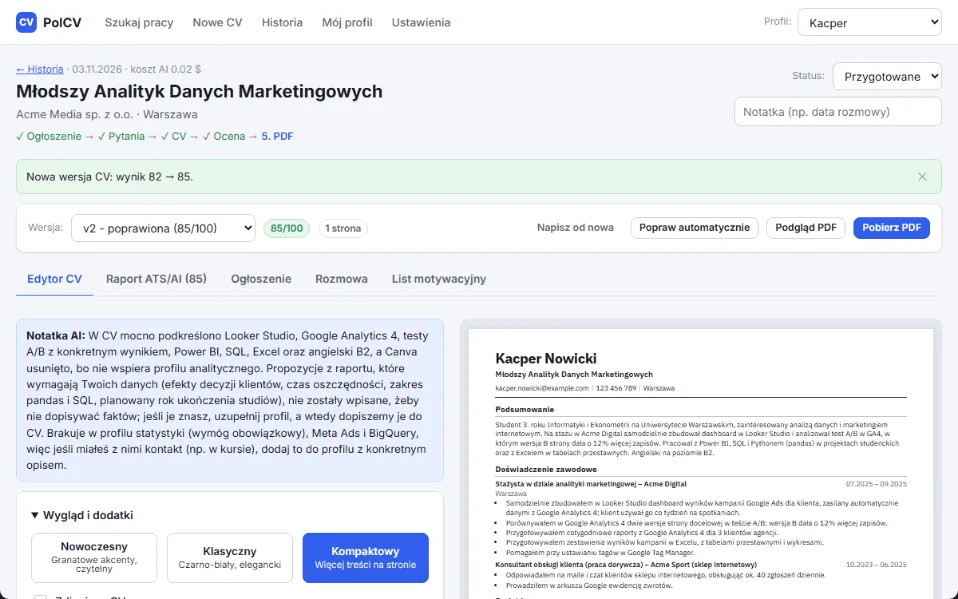 CV PolCV Szukaj pracy Nowe CV Historia Mój profil Ustawienia Profil: Kacper
← Historia · 03.11.2026 · koszt AI 0.02 $
Status: Przygotowane
Młodszy Analityk Danych Marketingowych
Acme Media sp. z o.o. · Warszawa
Notatka (np. data rozmowy)
✓ Ogłoszenie → ✓ Pytania → ✓ CV → ✓ Ocena → 5. PDF
Nowa wersja CV: wynik 82 → 85. ×
Wersja: v2 - poprawiona (85/100) 85/100 1 strona Napisz od nowa Popraw automatycznie Podgląd PDF Pobierz PDF
Edytor CV Raport ATS/AI (85) Ogłoszenie Rozmowa List motywacyjny
Notatka AI: W CV mocno podkreślono Looker Studio, Google Analytics 4, testy
A/B z konkretnym wynikiem, Power BI, SQL, Excel oraz angielski B2, a Canva
usunięto, bo nie wspiera profilu analitycznego. Propozycje z raportu, które
wymagają Twoich danych (efekty decyzji klientów, czas oszczędności, zakres
pandas i SQL, planowany rok ukończenia studiów), nie zostały wpisane, żeby
nie dopisywać faktów; jeśli je znasz, uzupełnij profil, a wtedy dopiszemy je do
CV. Brakuje w profilu statystyki (wymóg obowiązkowy), Meta Ads i BigQuery,
więc jeśli miałeś z nimi kontakt (np. w kursie), dodaj to do profilu z konkretnym
opisem.
▼ Wygląd i dodatki
Nowoczesny
Granatowe akcenty,
czytelny
Klasyczny
Czarno-biały, elegancki
Kompaktowy
Więcej treści na stronie
Kacper Nowicki
Młodszy Analityk Danych Marketingowych
kacper.nowicki@example.com | 123 456 789 | Warszawa
Podsumowanie
Student 3. roku Informatyki i Ekonometrii na Uniwersytecie Warszawskim, zainteresowany analizą danych i marketingiem
internetowym. Na stażu w Acme Digital samodzielnie zbudował dashboard w Looker Studio i analizował test A/B w GA4, w
którym wersja B strony dała o 12% więcej zapisów. Pracował z Power BI, SQL i Pythonem (pandas) w projektach studenckich
oraz z Excelem w tabelach przestawnych. Angielski na poziomie B2.
Doświadczenie zawodowe
Stażysta w dziale analityki marketingowej – Acme Digital 07.2025 – 09.2025
Warszawa
• Samodzielnie zbudowałem w Looker Studio dashboard wyników kampanii Google Ads dla klienta, zasilany automatycznie
danymi z Google Analytics 4; klient używał go co tydzień na spotkaniach.
• Porównywałem w Google Analytics 4 dwie wersje strony docelowej w teście A/B; wersja B dała o 12% więcej zapisów.
• Przygotowywałem cotygodniowe raporty z Google Analytics 4 dla 3 klientów agencji.
• Przygotowywałem zestawienia wyników kampanii w Excelu, z tabelami przestawnymi i wykresami.
• Pomagałem przy ustawianiu tagów w Google Tag Manager.
Konsultant obsługi klienta (praca dorywcza) – Acme Sport (sklep internetowy) 10.2023 – 06.2025
• Odpowiadałem na maile i czat klientów sklepu internetowego, obsługując ok. 40 zgłoszeń dziennie.
• Prowadziłem w arkuszu Google ewidencję zwrotów.